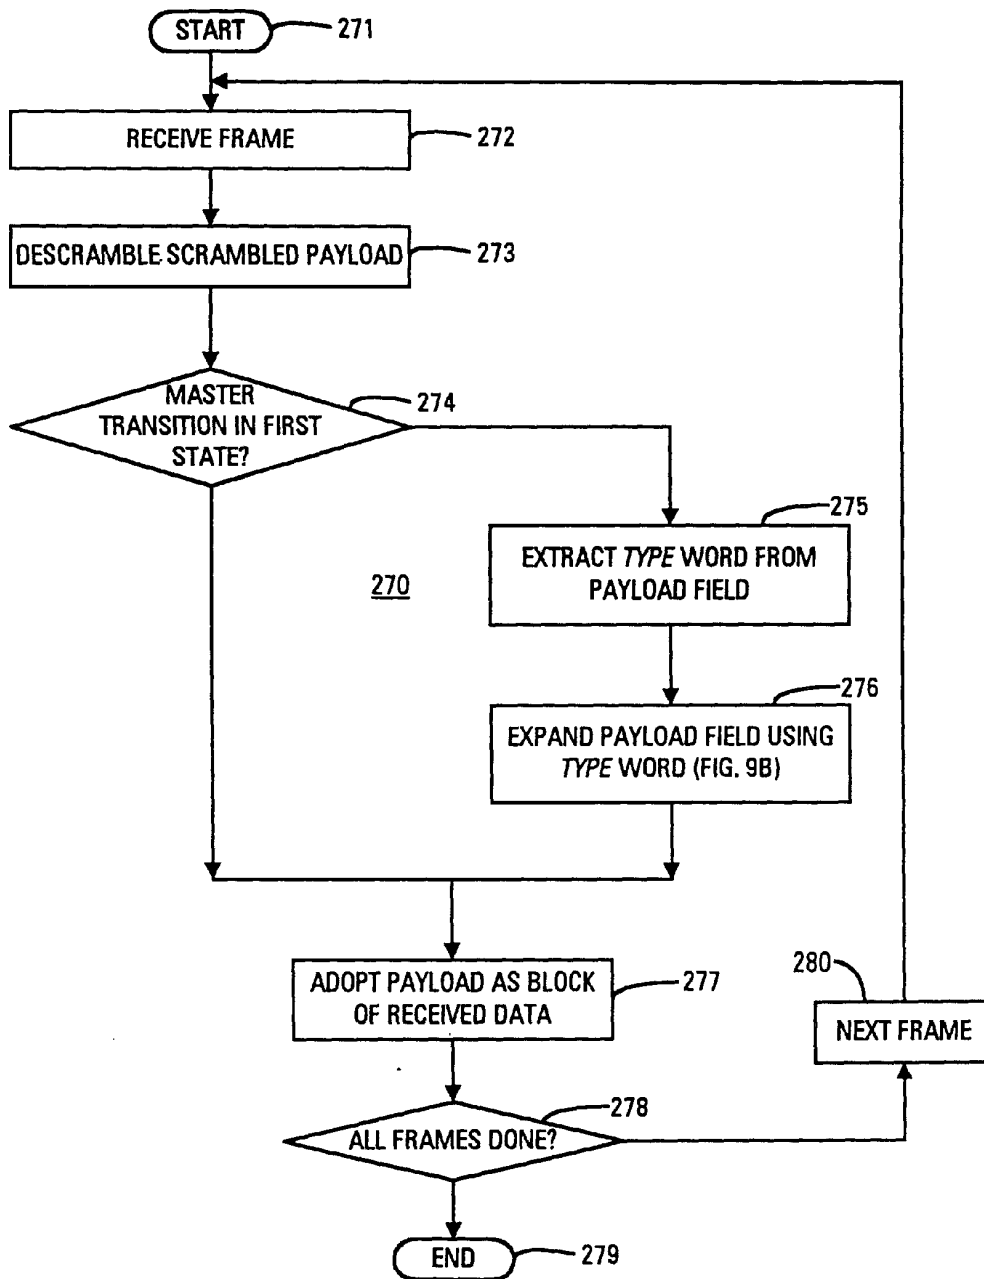 START
271
RECEIVE FRAME
272
DESCRAMBLE SCRAMBLED PAYLOAD
273
MASTER
TRANSITION IN FIRST
STATE?
274
275
EXTRACT TYPE WORD FROM
PAYLOAD FIELD
270
276
EXPAND PAYLOAD FIELD USING
TYPE WORD (FIG. 9B)
ADOPT PAYLOAD AS BLOCK
OF RECEIVED DATA
277
280
NEXT FRAME
278
ALL FRAMES DONE?
END
279